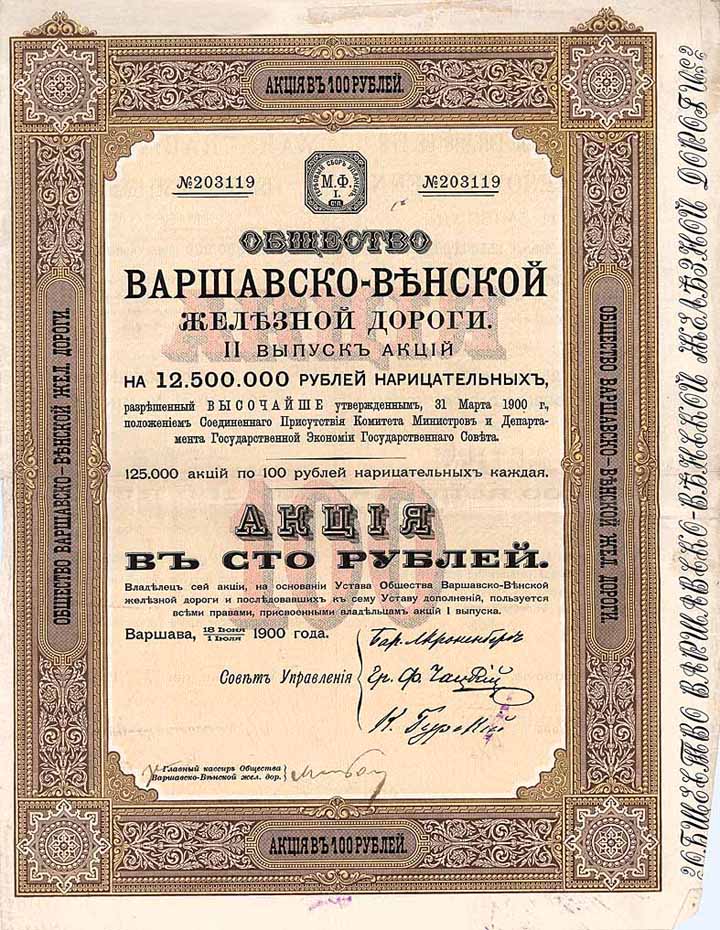 АКЦІЯ ВЪ 100 РУБЛЕЙ.
№203119
М.Ф.
I.
№203119
ОБЩЕСТВО
ВАРШАВСКО-ВѢНСКОЙ
ЖЕЛѢЗНОЙ ДОРОГИ.
II ВЫПУСКЪ АКЦІЙ
НА 12.500.000 РУБЛЕЙ НАРИЦАТЕЛЬНЫХЪ,
разрѣшенный ВЫСОЧАЙШЕ утвержденнымъ, 31 Марта 1900 г.,
положеніемъ Соединеннаго Присутствія Комитета Министровъ и Департа-
мента Государственной Экономіи Государственнаго Совѣта.
125.000 акцій по 100 рублей нарицательныхъ каждая.
АКЦІЯ
ВЪ СТО РУБЛЕЙ.
Владѣлецъ сей акціи, на основаніи Устава Общества Варшавско-Вѣнской
желѣзной дороги и послѣдовавшихъ къ сему Уставу дополненій, пользуется
всѣми правами, присвоенными владѣльцамъ акцій I выпуска.
Варшава, 18 Іюня / 1 Іюля 1900 года.
Совѣтъ Управленія
Бар. Л Кроненбергъ
Гр. Ф. Чацкій
К. Гурскій
Главный кассиръ Общества
Варшавско-Вѣнской жел. дор.
АКЦІЯ ВЪ 100 РУБЛЕЙ.
ОБЩЕСТВО ВАРШАВСКО-ВѢНСКОЙ ЖЕЛ. ДОРОГИ.
ОБЩЕСТВО ВАРШАВСКО-ВѢНСКОЙ ЖЕЛ. ДОРОГИ.
ОБЩЕСТВО ВАРШАВСКО-ВѢНСКОЙ ЖЕЛѢЗНОЙ ДОРОГИ